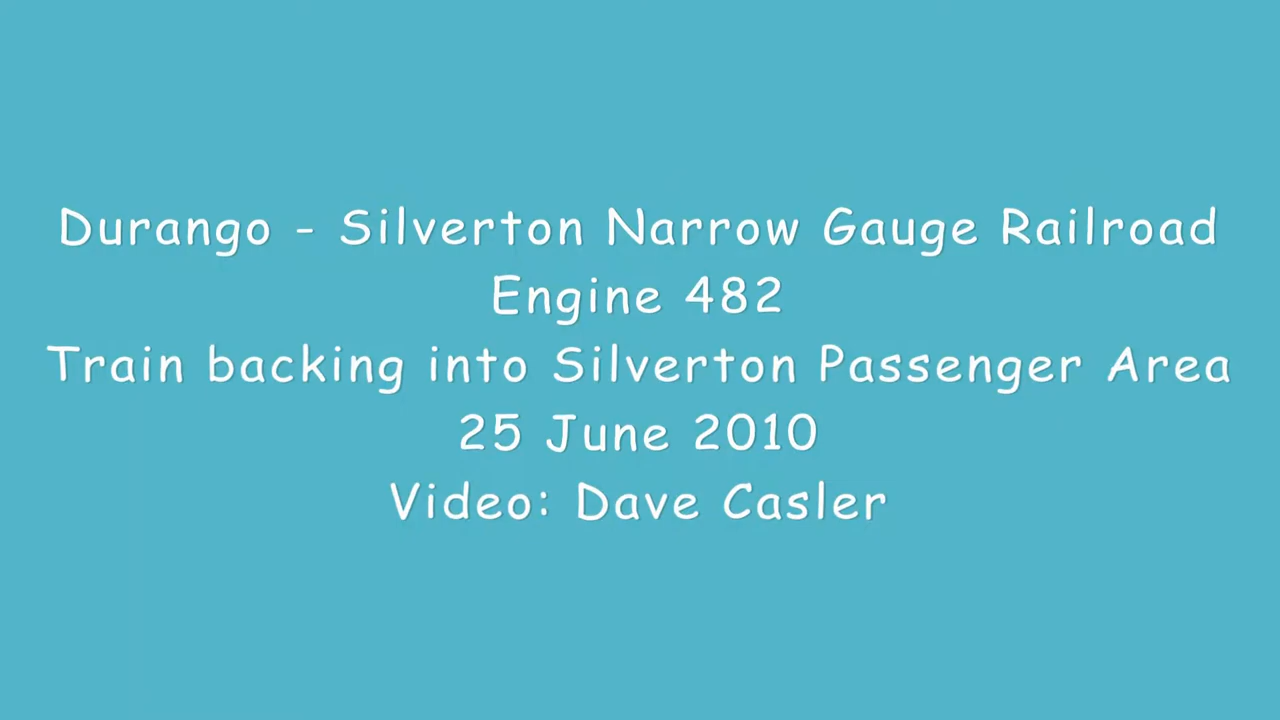 Durango - Silverton Narrow Gauge Railroad
Engine 482
Train backing into Silverton Passenger Area
25 June 2010
Video: Dave Casler